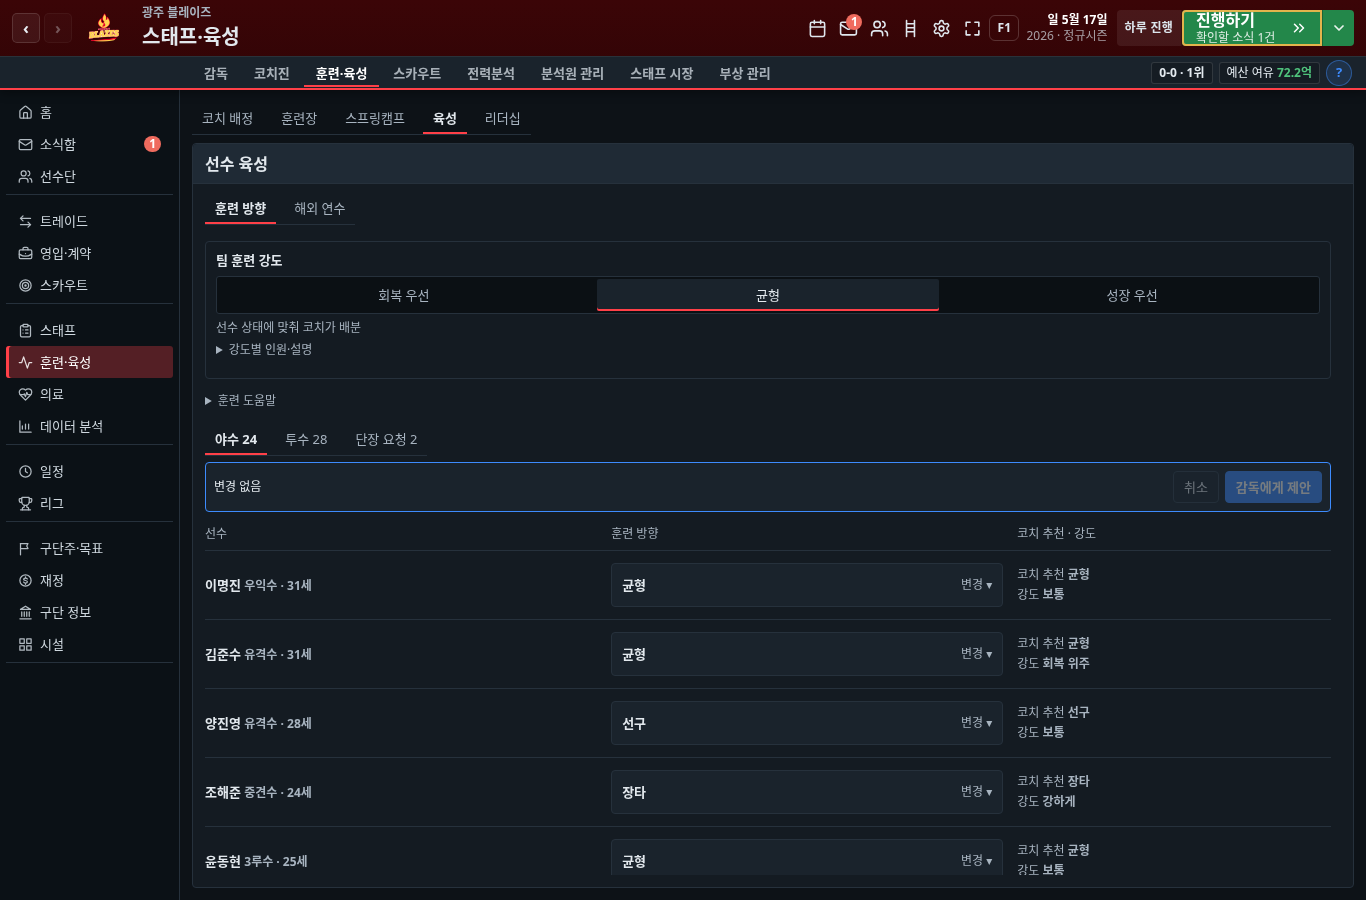 광주 블레이즈
스태프·육성
BLAZES
1
F1
일 5월 17일
2026 · 정규시즌
하루 진행
진행하기
확인할 소식 1건
감독
코치진
훈련·육성
스카우트
전력분석
분석원 관리
스태프 시장
부상 관리
0-0 · 1위
예산 여유 72.2억
?
홈
소식함 1
선수단
트레이드
영입·계약
스카우트
스태프
훈련·육성
의료
데이터 분석
일정
리그
구단주·목표
재정
구단 정보
시설
코치 배정
훈련장
스프링캠프
육성
리더십
선수 육성
훈련 방향
해외 연수
팀 훈련 강도
회복 우선
균형
성장 우선
선수 상태에 맞춰 코치가 배분
▶ 강도별 인원·설명
▶ 훈련 도움말
야수 24
투수 28
단장 요청 2
변경 없음
취소
감독에게 제안
선수
훈련 방향
코치 추천 · 강도
이명진 우익수 · 31세
균형
변경 ▾
코치 추천 균형
강도 보통
김준수 유격수 · 31세
균형
변경 ▾
코치 추천 균형
강도 회복 위주
양진영 유격수 · 28세
선구
변경 ▾
코치 추천 선구
강도 보통
조해준 중견수 · 24세
장타
변경 ▾
코치 추천 장타
강도 강하게
윤동현 3루수 · 25세
균형
변경 ▾
코치 추천 균형
강도 보통